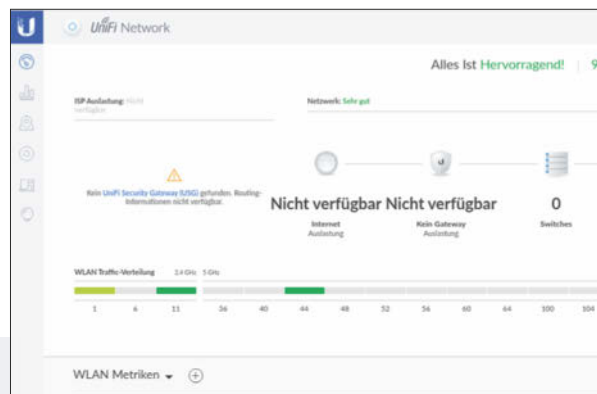 U
UniFi Network
Alles Ist Hervorragend! 9
ISP Auslastung: Nicht
verfügbar
Netzwerk: Sehr gut
Kein UniFi Security Gateway (USG) gefunden. Routing-
Informationen nicht verfügbar.
Nicht verfügbar Nicht verfügbar 0
Internet Kein Gateway Switches
Auslastung Auslastung
WLAN Traffic-Verteilung 2.4 GHz 5 GHz
1 6 11 36 40 44 48 52 56 60 64 100 104
WLAN Metriken